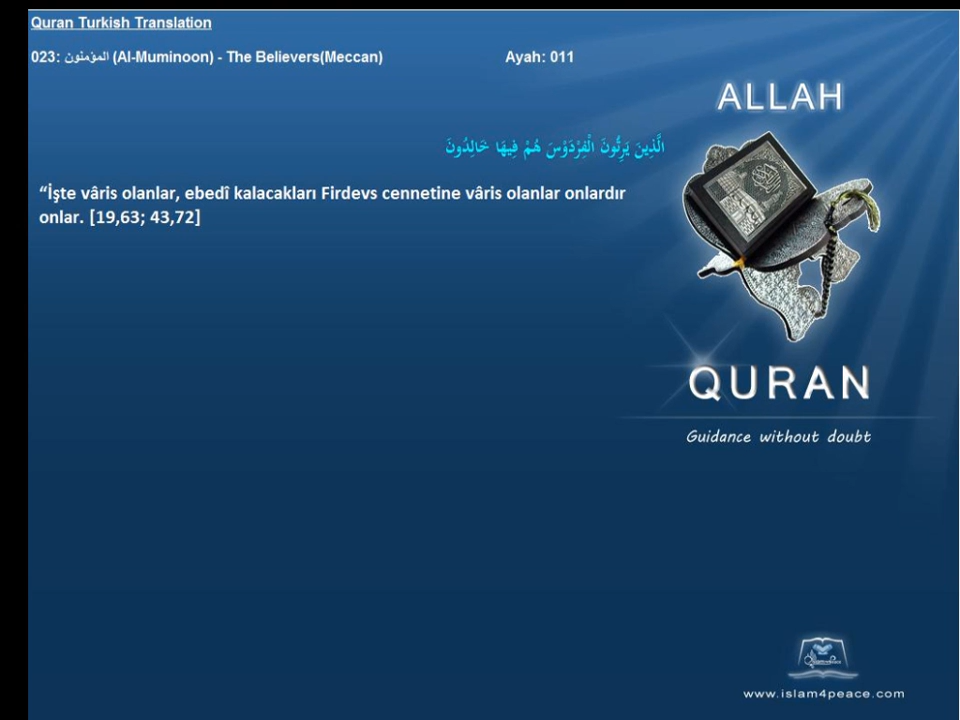 Quran Turkish Translation
023: المؤمنون (Al-Muminoon) - The Believers(Meccan) Ayah: 011
ALLAH
الَّذِينَ يَرِثُونَ الْفِرْدَوْسَ هُمْ فِيهَا خَالِدُونَ
“İşte vâris olanlar, ebedî kalacakları Firdevs cennetine vâris olanlar onlardır
onlar. [19,63; 43,72]
QURAN
Guidance without doubt
www.islam4peace.com